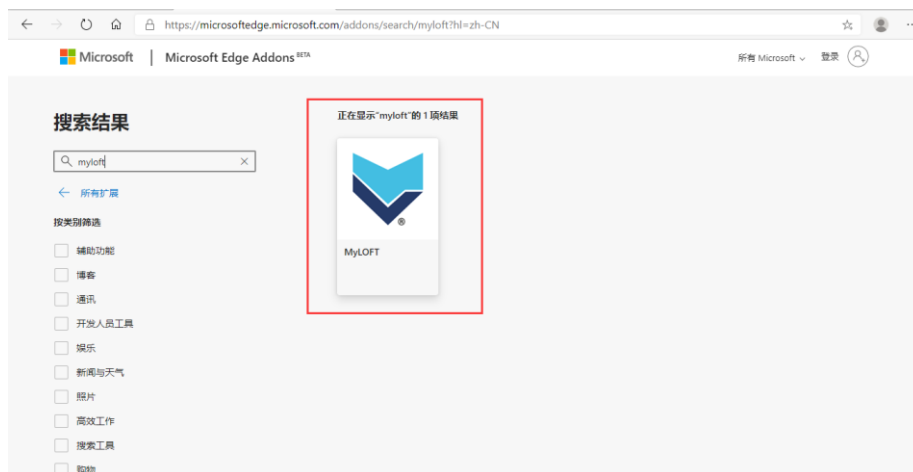 https://microsoftedge.microsoft.com/addons/search/myloft?hl=zh-CN
Microsoft | Microsoft Edge Addons BETA
所有 Microsoft
登录
搜索结果
myloft
所有扩展
按类别筛选
辅助功能
博客
通讯
开发人员工具
娱乐
新闻与天气
照片
高效工作
搜索工具
购物
正在显示"myloft"的 1 项结果
®
MyLOFT